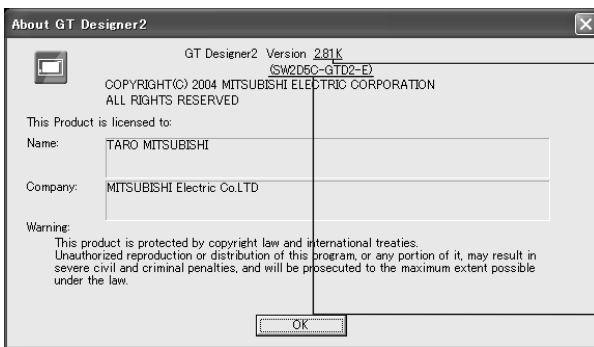 About GT Designer2
GT Designer2 Version 2.81K
(SW2D5C-GTD2-E)
COPYRIGHT(C) 2004 MITSUBISHI ELECTRIC CORPORATION
ALL RIGHTS RESERVED
This Product is licensed to:
Name: TARO MITSUBISHI
Company: MITSUBISHI Electric Co.LTD
Warning:
This product is protected by copyright law and international treaties.
Unauthorized reproduction or distribution of this program, or any portion of it, may result in
severe civil and criminal penalties, and will be prosecuted to the maximum extent possible
under the law.
OK